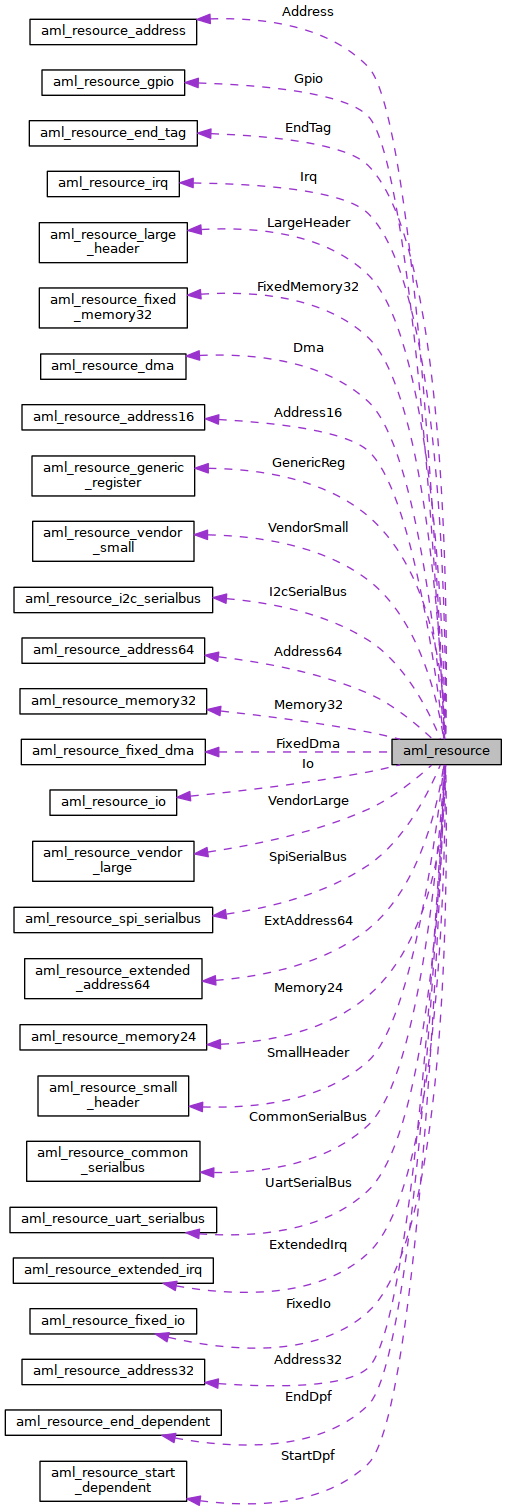 Address
aml_resource_address
Gpio
aml_resource_gpio
EndTag
aml_resource_end_tag
Irq
aml_resource_irq
LargeHeader
aml_resource_large
_header
FixedMemory32
aml_resource_fixed
_memory32
Dma
aml_resource_dma
Address16
aml_resource_address16
GenericReg
aml_resource_generic
_register
VendorSmall
aml_resource_vendor
_small
I2cSerialBus
aml_resource_i2c_serialbus
Address64
aml_resource_address64
Memory32
aml_resource_memory32
FixedDma
aml_resource_fixed_dma
aml_resource
Io
aml_resource_io
VendorLarge
aml_resource_vendor
_large
SpiSerialBus
aml_resource_spi_serialbus
ExtAddress64
aml_resource_extended
_address64
Memory24
aml_resource_memory24
SmallHeader
aml_resource_small
_header
CommonSerialBus
aml_resource_common
_serialbus
UartSerialBus
aml_resource_uart_serialbus
ExtendedIrq
aml_resource_extended_irq
FixedIo
aml_resource_fixed_io
Address32
aml_resource_address32
EndDpf
aml_resource_end_dependent
StartDpf
aml_resource_start
_dependent